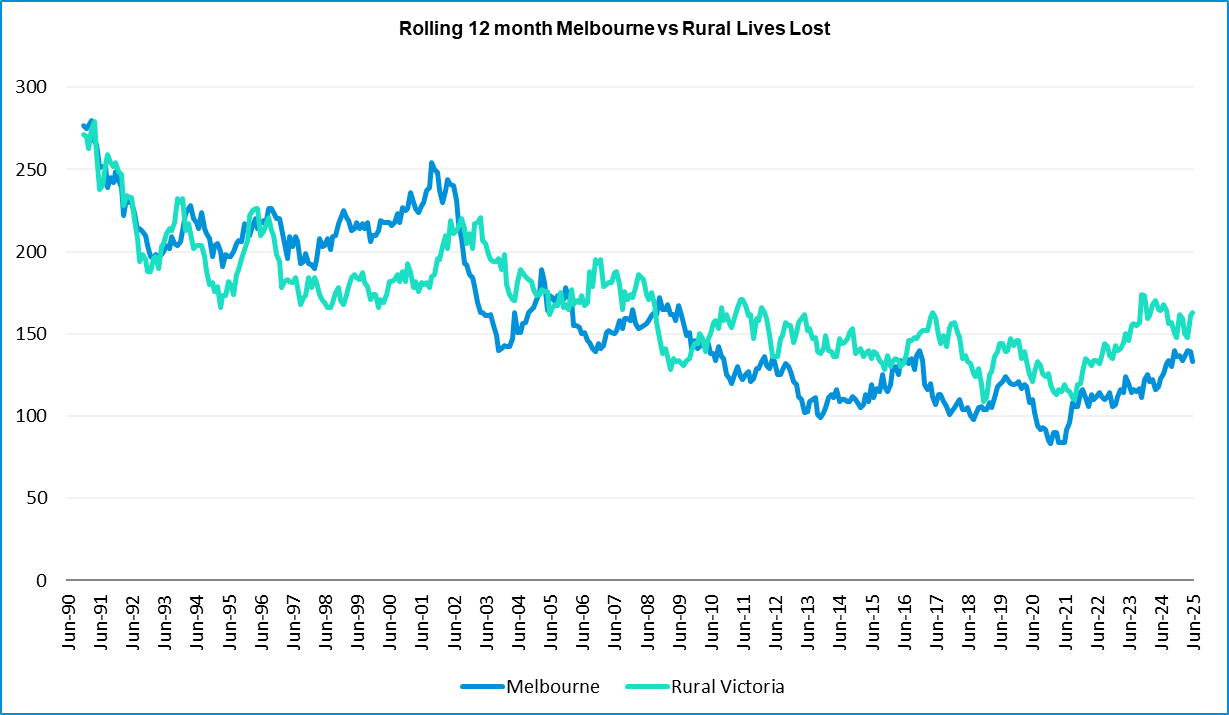 Rolling 12 month Melbourne vs Rural Lives Lost
300
250
200
150
100
50
0
Jun-90
Jun-91
Jun-92
Jun-93
Jun-94
Jun-95
Jun-96
Jun-97
Jun-98
Jun-99
Jun-00
Jun-01
Jun-02
Jun-03
Jun-04
Jun-05
Jun-06
Jun-07
Jun-08
Jun-09
Jun-10
Jun-11
Jun-12
Jun-13
Jun-14
Jun-15
Jun-16
Jun-17
Jun-18
Jun-19
Jun-20
Jun-21
Jun-22
Jun-23
Jun-24
Jun-25
Melbourne
Rural Victoria